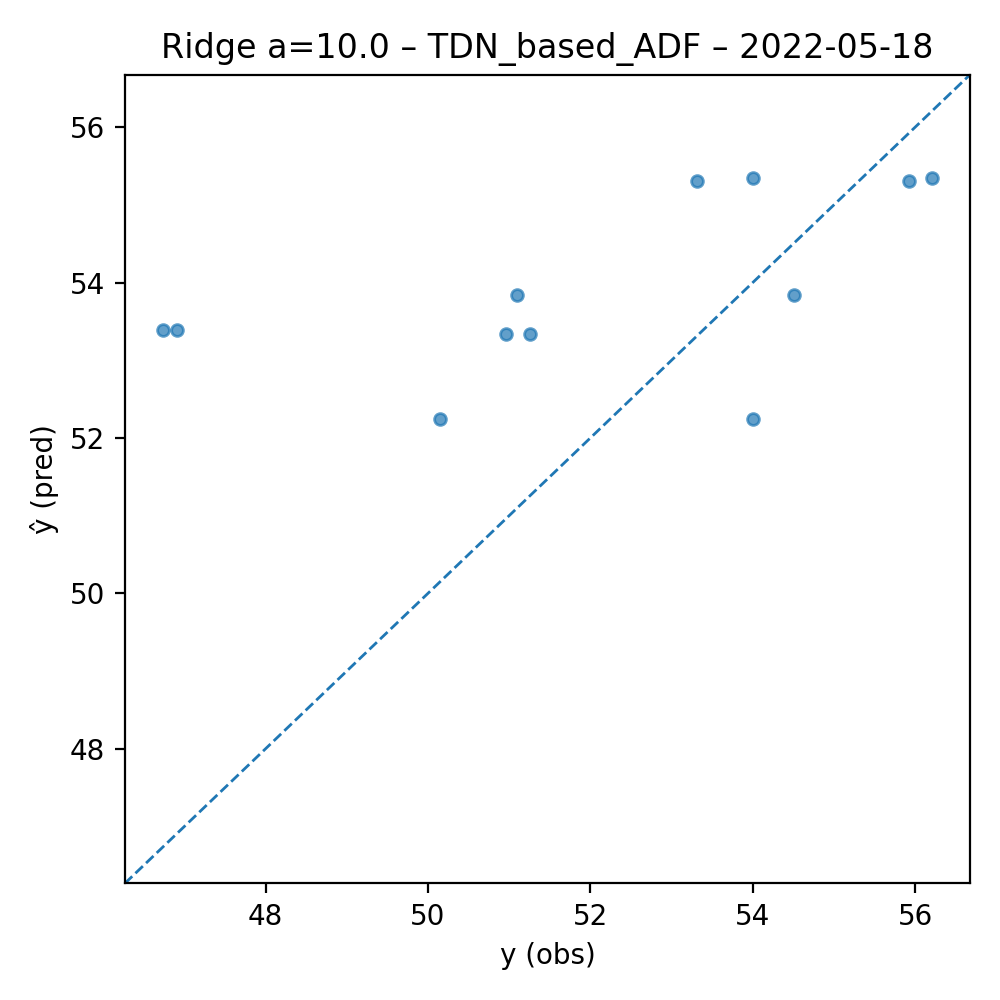 Ridge a=10.0 – TDN_based_ADF – 2022-05-18
56
54
52
50
48
ŷ (pred)
48 50 52 54 56
y (obs)